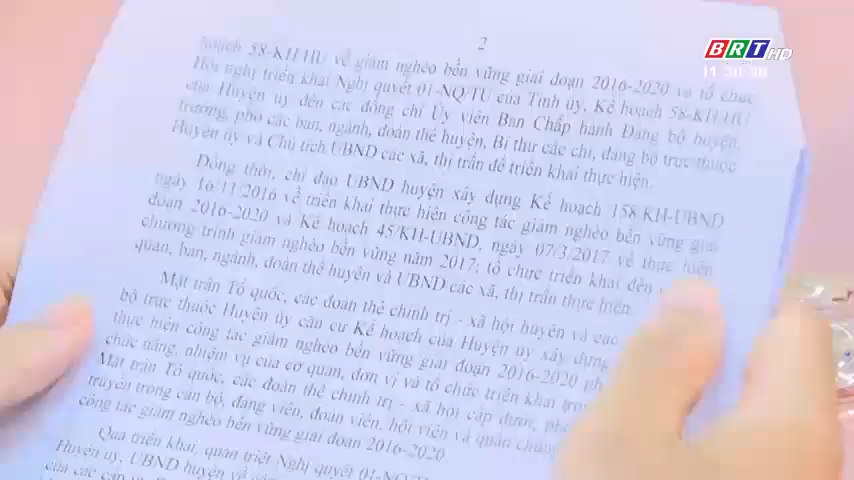 BRT HD
11 30 30
2
hoạch 58-KH/HU về giảm nghèo bền vững giai đoạn 2016-2020 và tổ chức
Hội nghị triển khai Nghị quyết 01-NQ/TU của Tỉnh ủy, Kế hoạch 58-KH/HU
của Huyện ủy đến các đồng chí Ủy viên Ban Chấp hành Đảng bộ huyện,
trưởng, phó các ban, ngành, đoàn thể huyện, Bí thư các chi, đảng bộ trực thuộc
Huyện ủy và Chủ tịch UBND các xã, thị trấn để triển khai thực hiện.
Đồng thời, chỉ đạo UBND huyện xây dựng Kế hoạch 158/KH-UBND
ngày 16/11/2016 về triển khai thực hiện công tác giảm nghèo bền vững giai
đoạn 2016-2020 và Kế hoạch 45/KH-UBND, ngày 07/3/2017 về thực hiện
chương trình giảm nghèo bền vững năm 2017; tổ chức triển khai đến
quan, ban, ngành, đoàn thể huyện và UBND các xã, thị trấn thực hiện.
Mặt trận Tổ quốc, các đoàn thể chính trị - xã hội huyện và các
bộ trực thuộc Huyện ủy căn cứ Kế hoạch của Huyện ủy xây dựng
thực hiện công tác giảm nghèo bền vững giai đoạn 2016-2020
chức năng, nhiệm vụ của cơ quan, đơn vị và tổ chức triển khai
Mặt trận Tổ quốc, các đoàn thể chính trị - xã hội cấp dưới,
truyền trong cán bộ, đảng viên, đoàn viên, hội viên và quần chúng
công tác giảm nghèo bền vững giai đoạn 2016-2020.
Qua triển khai, quán triệt Nghị quyết 01-NQ/TU
Huyện ủy, UBND huyện về
của các cấp